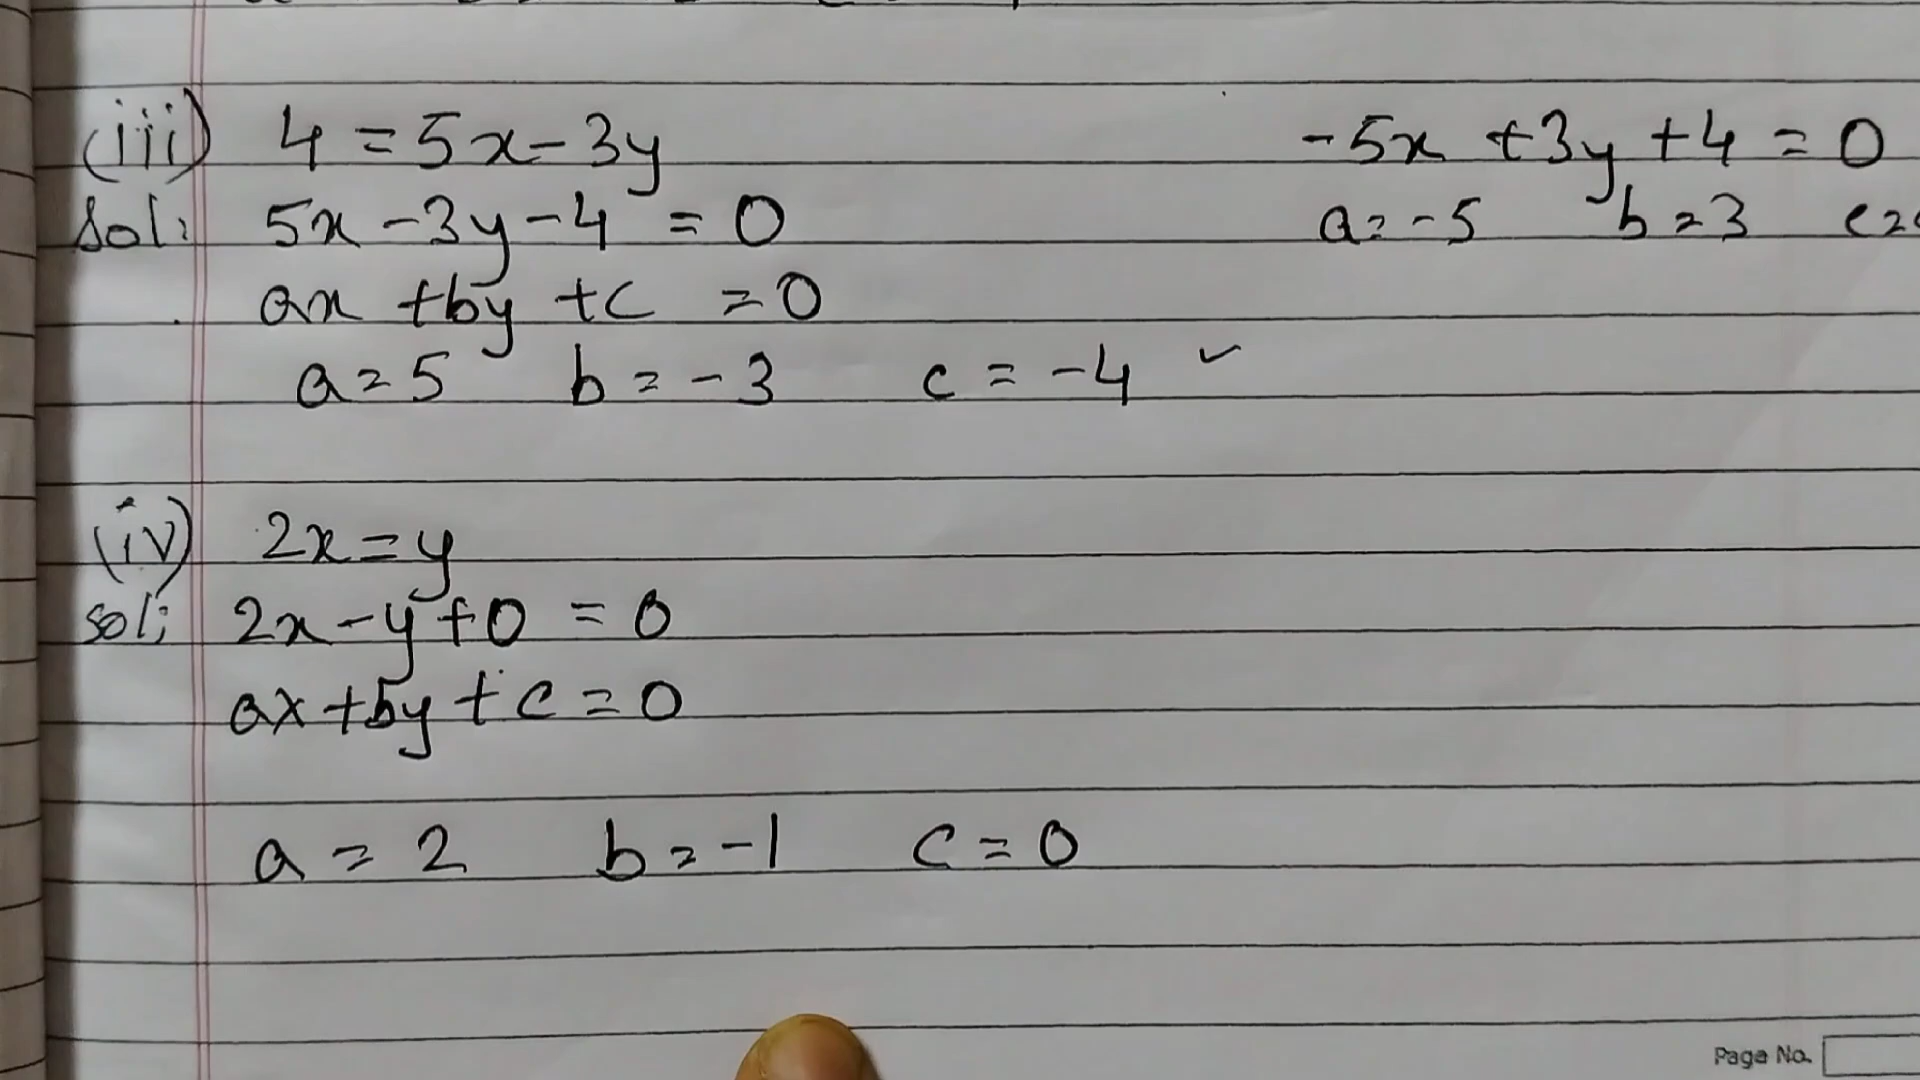 (iii) 4 = 5x - 3y
-5x + 3y + 4 = 0
Sol: 5x - 3y - 4 = 0
a = -5 b = 3 c =
ax + by + c = 0
a = 5 b = -3 c = -4 ✓
(iv) 2x = y
Sol; 2x - y + 0 = 0
ax + by + c = 0
a = 2 b = -1 c = 0
Page No.